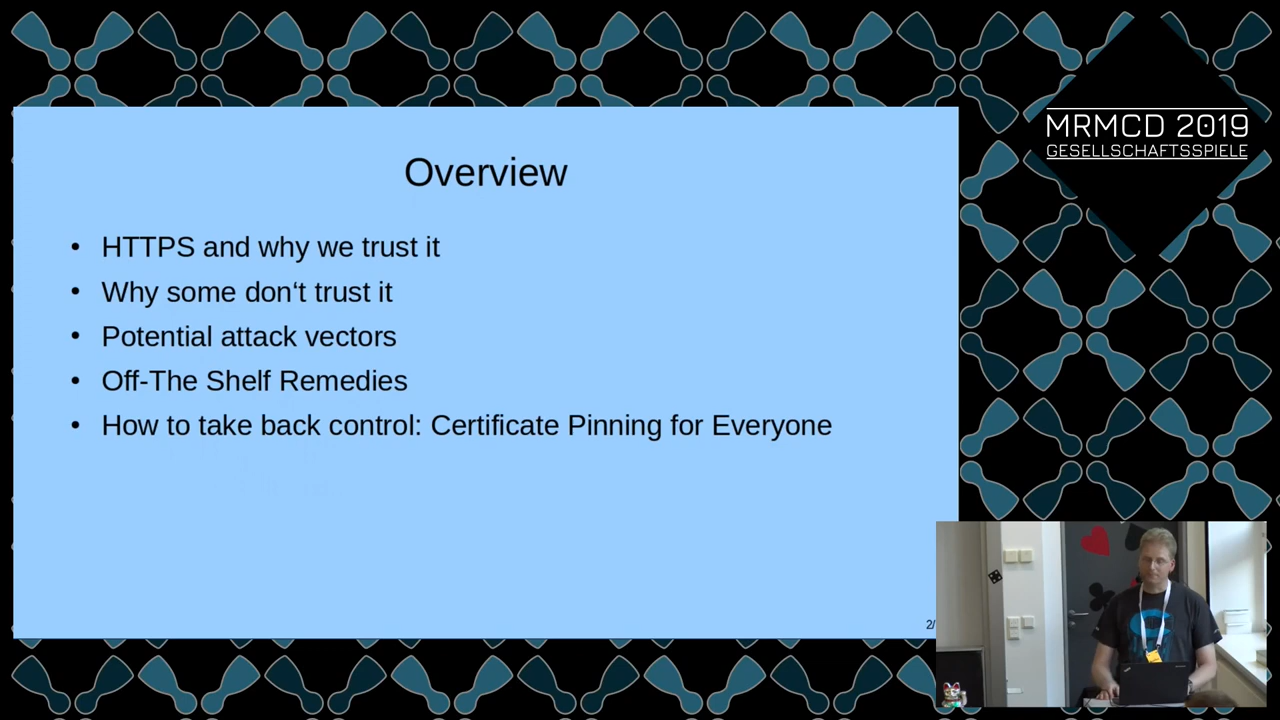 MRMCD 2019
GESELLSCHAFTSSPIELE
Overview
• HTTPS and why we trust it
• Why some don‘t trust it
• Potential attack vectors
• Off-The Shelf Remedies
• How to take back control: Certificate Pinning for Everyone
2/